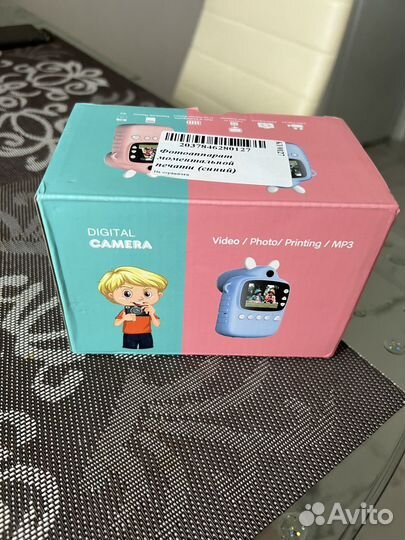 2037846280127
Фотоаппарат
моментальной
печати (синий)
DIGITAL
CAMERA
Video / Photo/ Printing / MP3
Avito